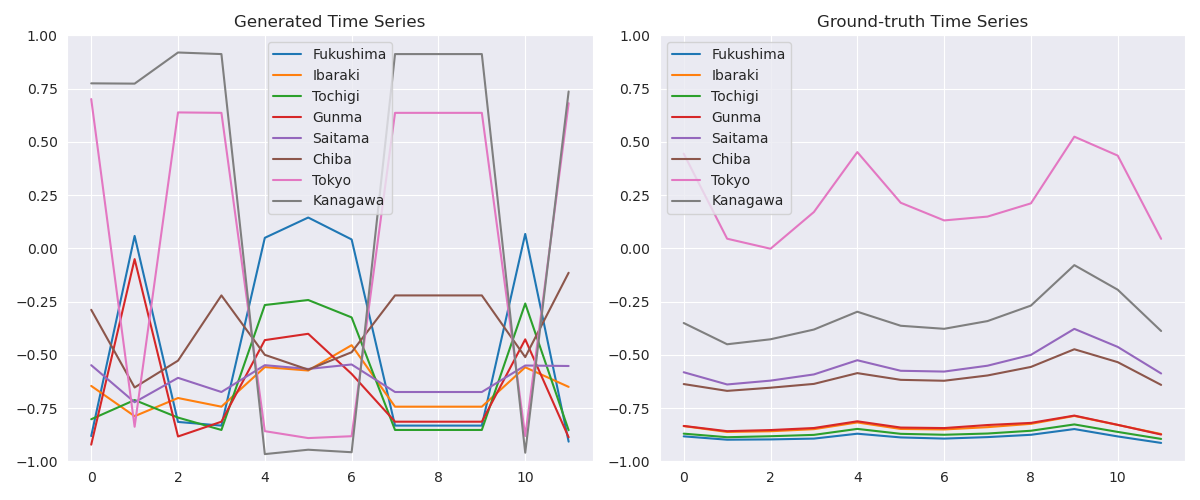 Generated Time Series
1.00
0.75
0.50
0.25
0.00
−0.25
−0.50
−0.75
−1.00
0 2 4 6 8 10
Fukushima
Ibaraki
Tochigi
Gunma
Saitama
Chiba
Tokyo
Kanagawa
Ground-truth Time Series
1.00
0.75
0.50
0.25
0.00
−0.25
−0.50
−0.75
−1.00
0 2 4 6 8 10
Fukushima
Ibaraki
Tochigi
Gunma
Saitama
Chiba
Tokyo
Kanagawa